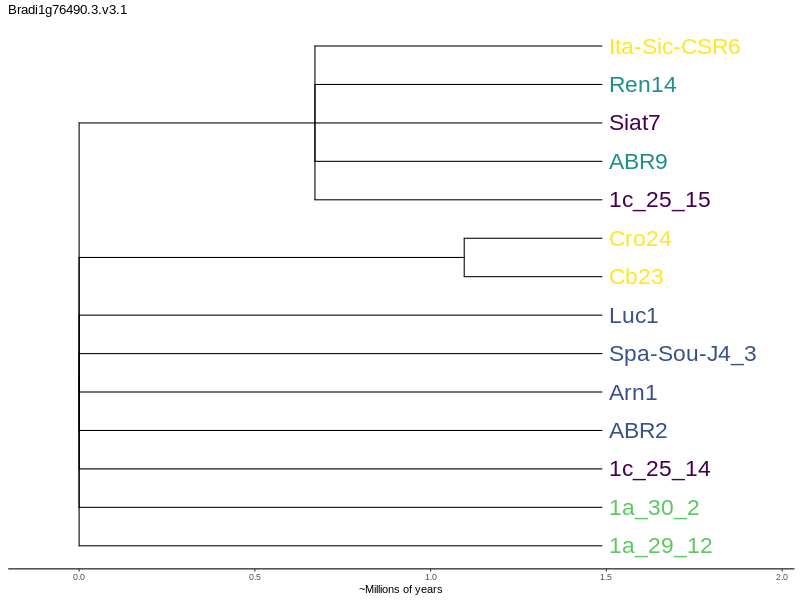 Bradi1g76490.3.v3.1
Ita-Sic-CSR6
Ren14
Siat7
ABR9
1c_25_15
Cro24
Cb23
Luc1
Spa-Sou-J4_3
Arn1
ABR2
1c_25_14
1a_30_2
1a_29_12
0.0 0.5 1.0 1.5 2.0
~Millions of years